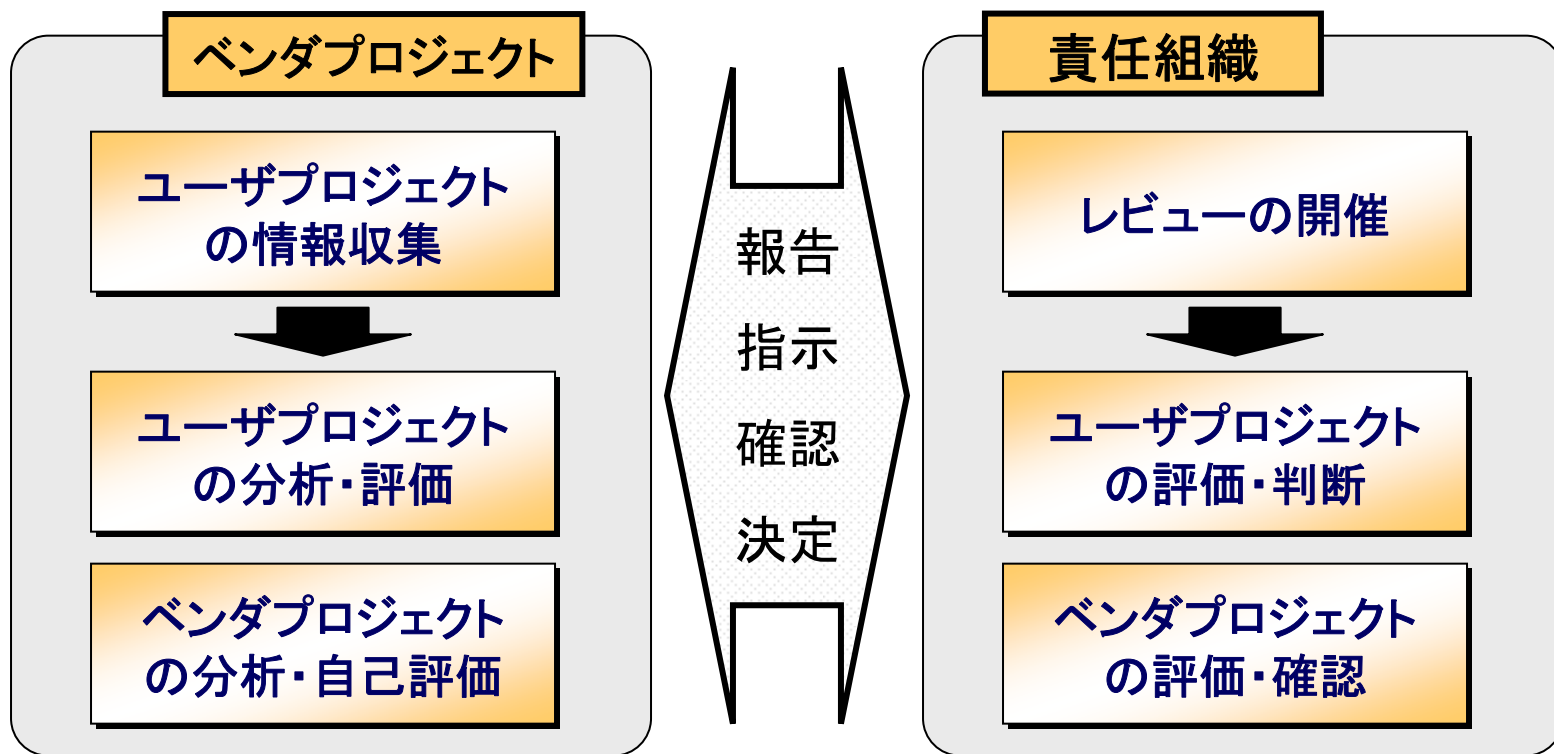 ベンダプロジェクト
ユーザプロジェクト
の情報収集
ユーザプロジェクト
の分析・評価
ベンダプロジェクト
の分析・自己評価
報告
指示
確認
決定
責任組織
レビューの開催
ユーザプロジェクト
の評価・判断
ベンダプロジェクト
の評価・確認